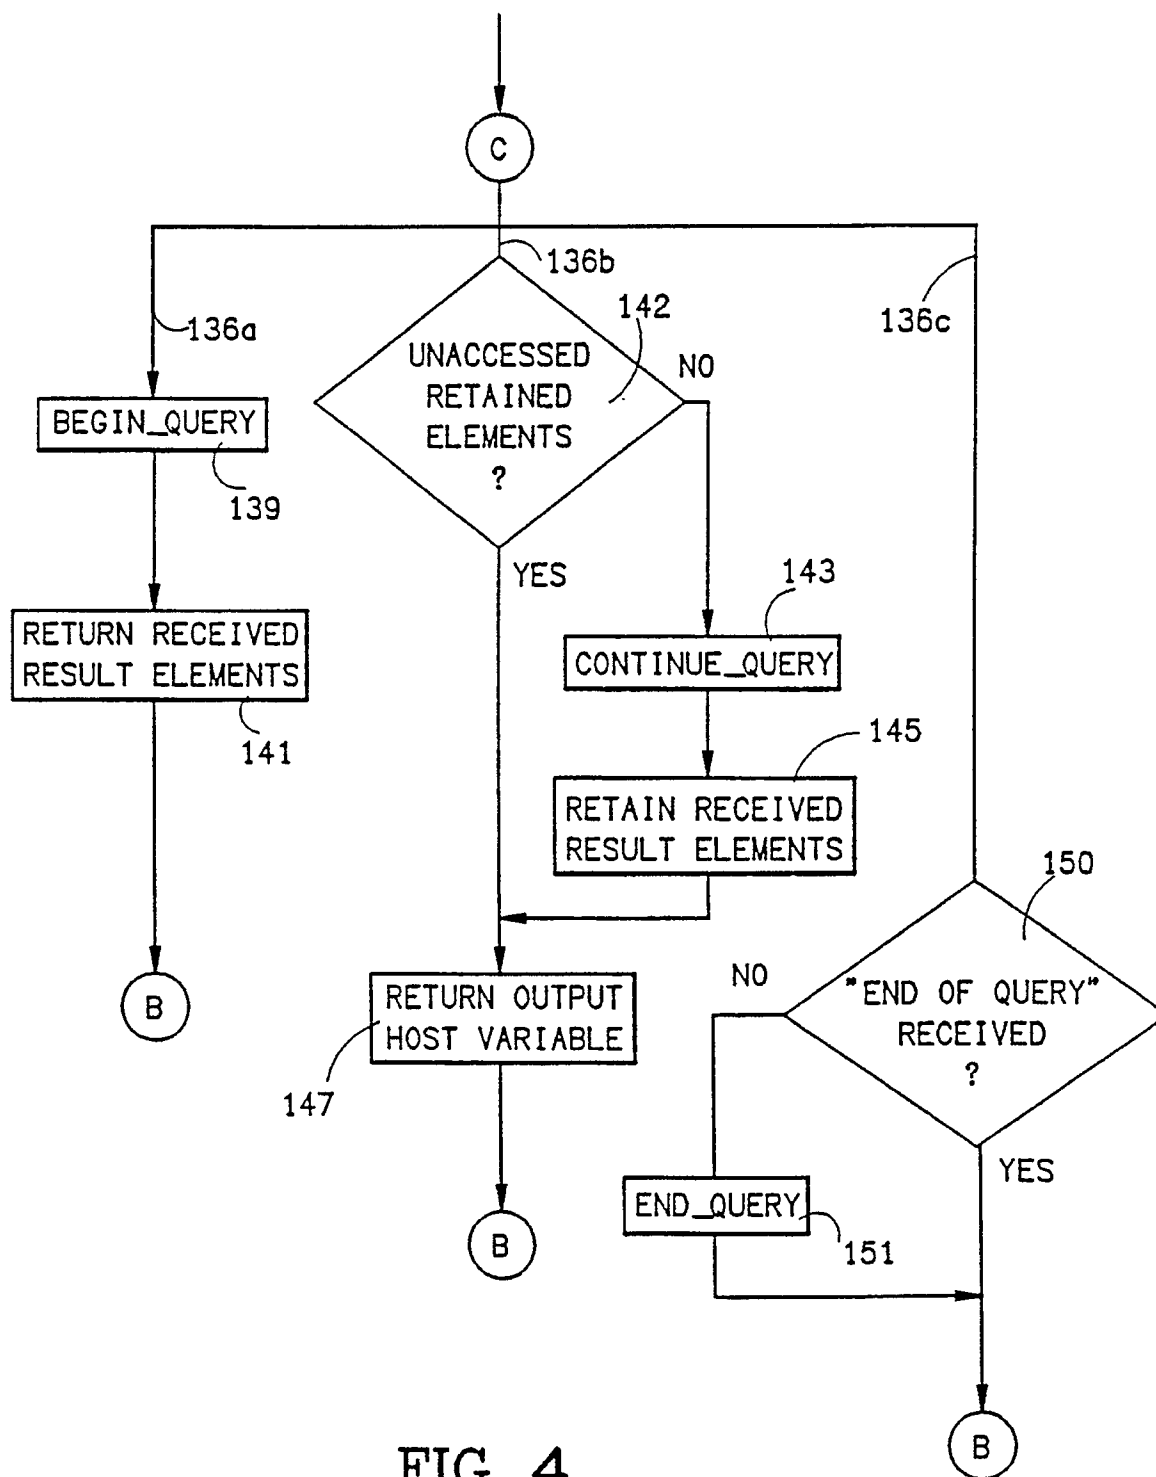 C
136a
136b
136c
142
UNACCESSED
RETAINED
ELEMENTS
?
NO
YES
BEGIN_QUERY
139
RETURN RECEIVED
RESULT ELEMENTS
141
B
143
CONTINUE_QUERY
145
RETAIN RECEIVED
RESULT ELEMENTS
RETURN OUTPUT
HOST VARIABLE
147
B
150
"END OF QUERY"
RECEIVED
?
NO
YES
END_QUERY
151
B
FIG. 4